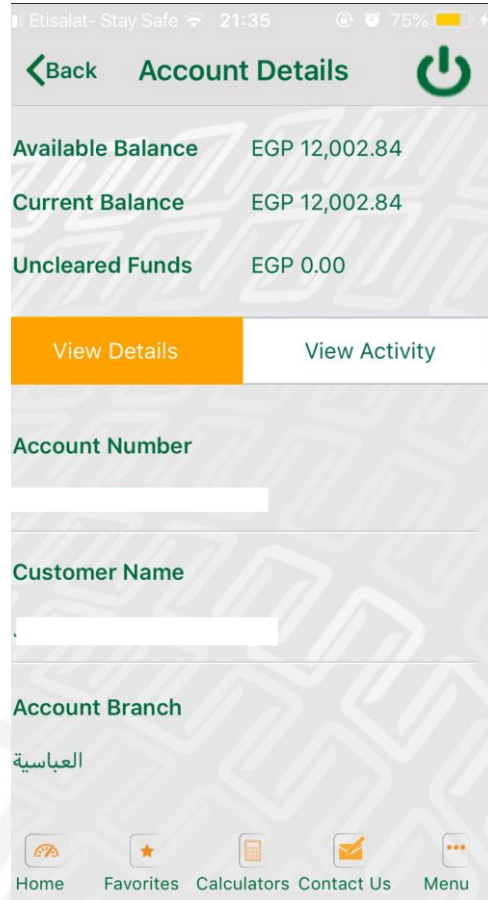 Etisalat- Stay Safe 21:35 75%
Back Account Details
Available Balance EGP 12,002.84
Current Balance EGP 12,002.84
Uncleared Funds EGP 0.00
View Details View Activity
Account Number
Customer Name
Account Branch
العباسية
Home Favorites Calculators Contact Us Menu